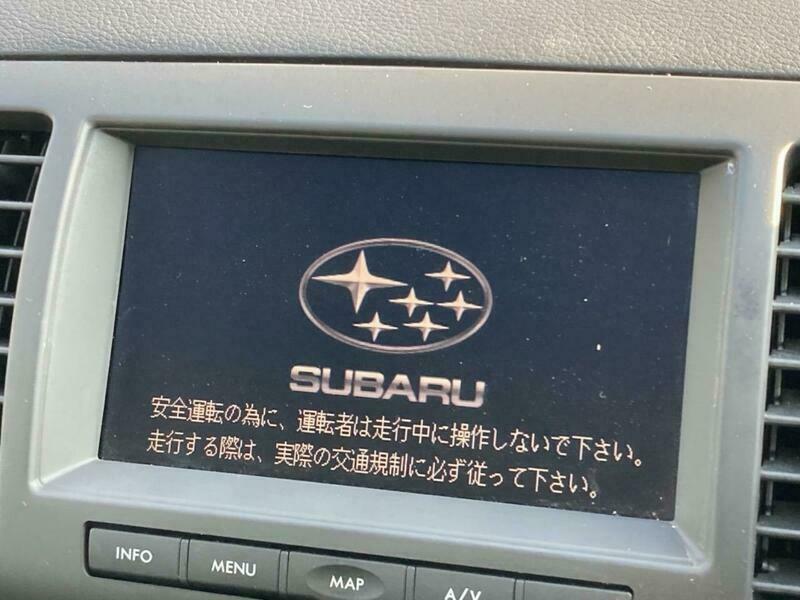 SUBARU
安全運転の為に、運転者は走行中に操作しないで下さい。
走行する際は、実際の交通規制に必ず従って下さい。
INFO
MENU
MAP
A/V